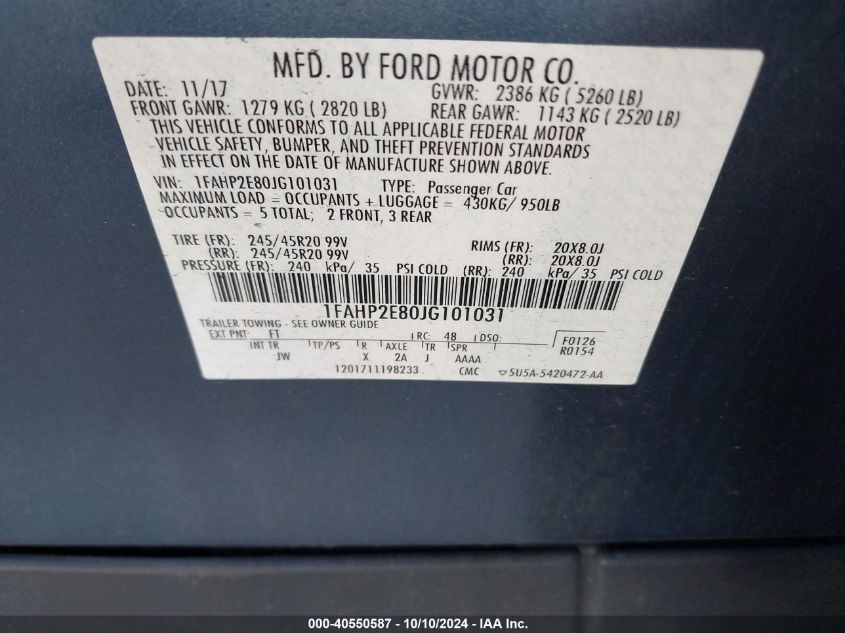 MFD. BY FORD MOTOR CO.
DATE: 11/17 GVWR: 2386 KG ( 5260 LB)
FRONT GAWR: 1279 KG ( 2820 LB) REAR GAWR: 1143 KG ( 2520 LB)
THIS VEHICLE CONFORMS TO ALL APPLICABLE FEDERAL MOTOR
VEHICLE SAFETY, BUMPER, AND THEFT PREVENTION STANDARDS
IN EFFECT ON THE DATE OF MANUFACTURE SHOWN ABOVE.
VIN: 1FAHP2E80JG101031 TYPE: Passenger Car
MAXIMUM LOAD = OCCUPANTS + LUGGAGE = 430KG/ 950LB
OCCUPANTS = 5 TOTAL; 2 FRONT, 3 REAR
TIRE (FR): 245/45R20 99V RIMS (FR): 20X8.0J
(RR): 245/45R20 99V (RR): 20X8.0J
PRESSURE (FR): 240 kPa/ 35 PSI COLD (RR): 240 kPa/ 35 PSI COLD
1FAHP2E80JG101031
TRAILER TOWING - SEE OWNER GUIDE
EXT PNT: FT RC: 48 DSO: F0126
INT TR TP/PS R AXLE TR SPR R0154
JW X 2A J AAAA
1201711198233 CMC ▽5U5A-5420472-AA
000-40550587 - 10/10/2024 - IAA Inc.